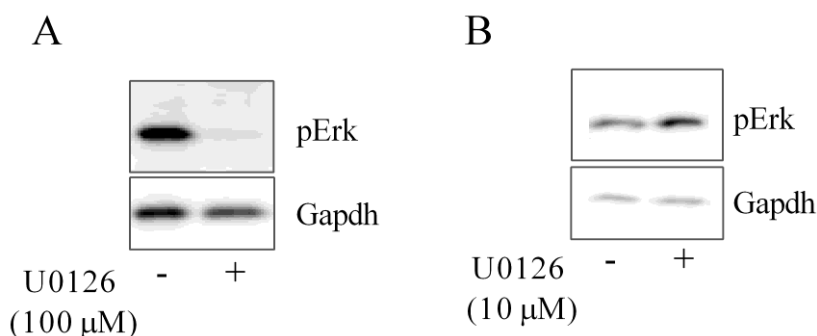 A
pErk
Gapdh
U0126 - +
(100 μM)
B
pErk
Gapdh
U0126 - +
(10 μM)